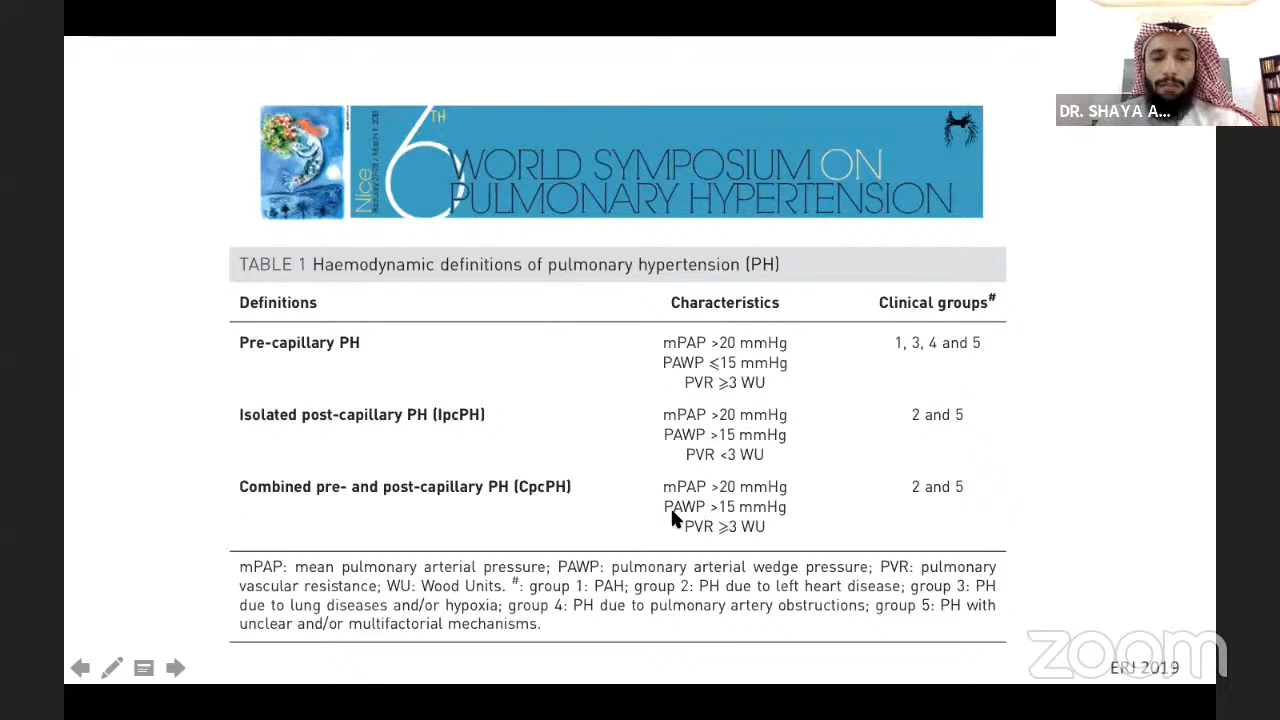 DR. SHAYA A...
Nice
6TH
WORLD SYMPOSIUM ON
PULMONARY HYPERTENSION
TABLE 1 Haemodynamic definitions of pulmonary hypertension (PH)
Definitions Characteristics Clinical groups#
Pre-capillary PH mPAP >20 mmHg 1, 3, 4 and 5
PAWP ⩽15 mmHg
PVR ⩾3 WU
Isolated post-capillary PH (IpcPH) mPAP >20 mmHg 2 and 5
PAWP >15 mmHg
PVR <3 WU
Combined pre- and post-capillary PH (CpcPH) mPAP >20 mmHg 2 and 5
PAWP >15 mmHg
PVR ⩾3 WU
mPAP: mean pulmonary arterial pressure; PAWP: pulmonary arterial wedge pressure; PVR: pulmonary
vascular resistance; WU: Wood Units. #: group 1: PAH; group 2: PH due to left heart disease; group 3: PH
due to lung diseases and/or hypoxia; group 4: PH due to pulmonary artery obstructions; group 5: PH with
unclear and/or multifactorial mechanisms.
zoom
ERJ 2019